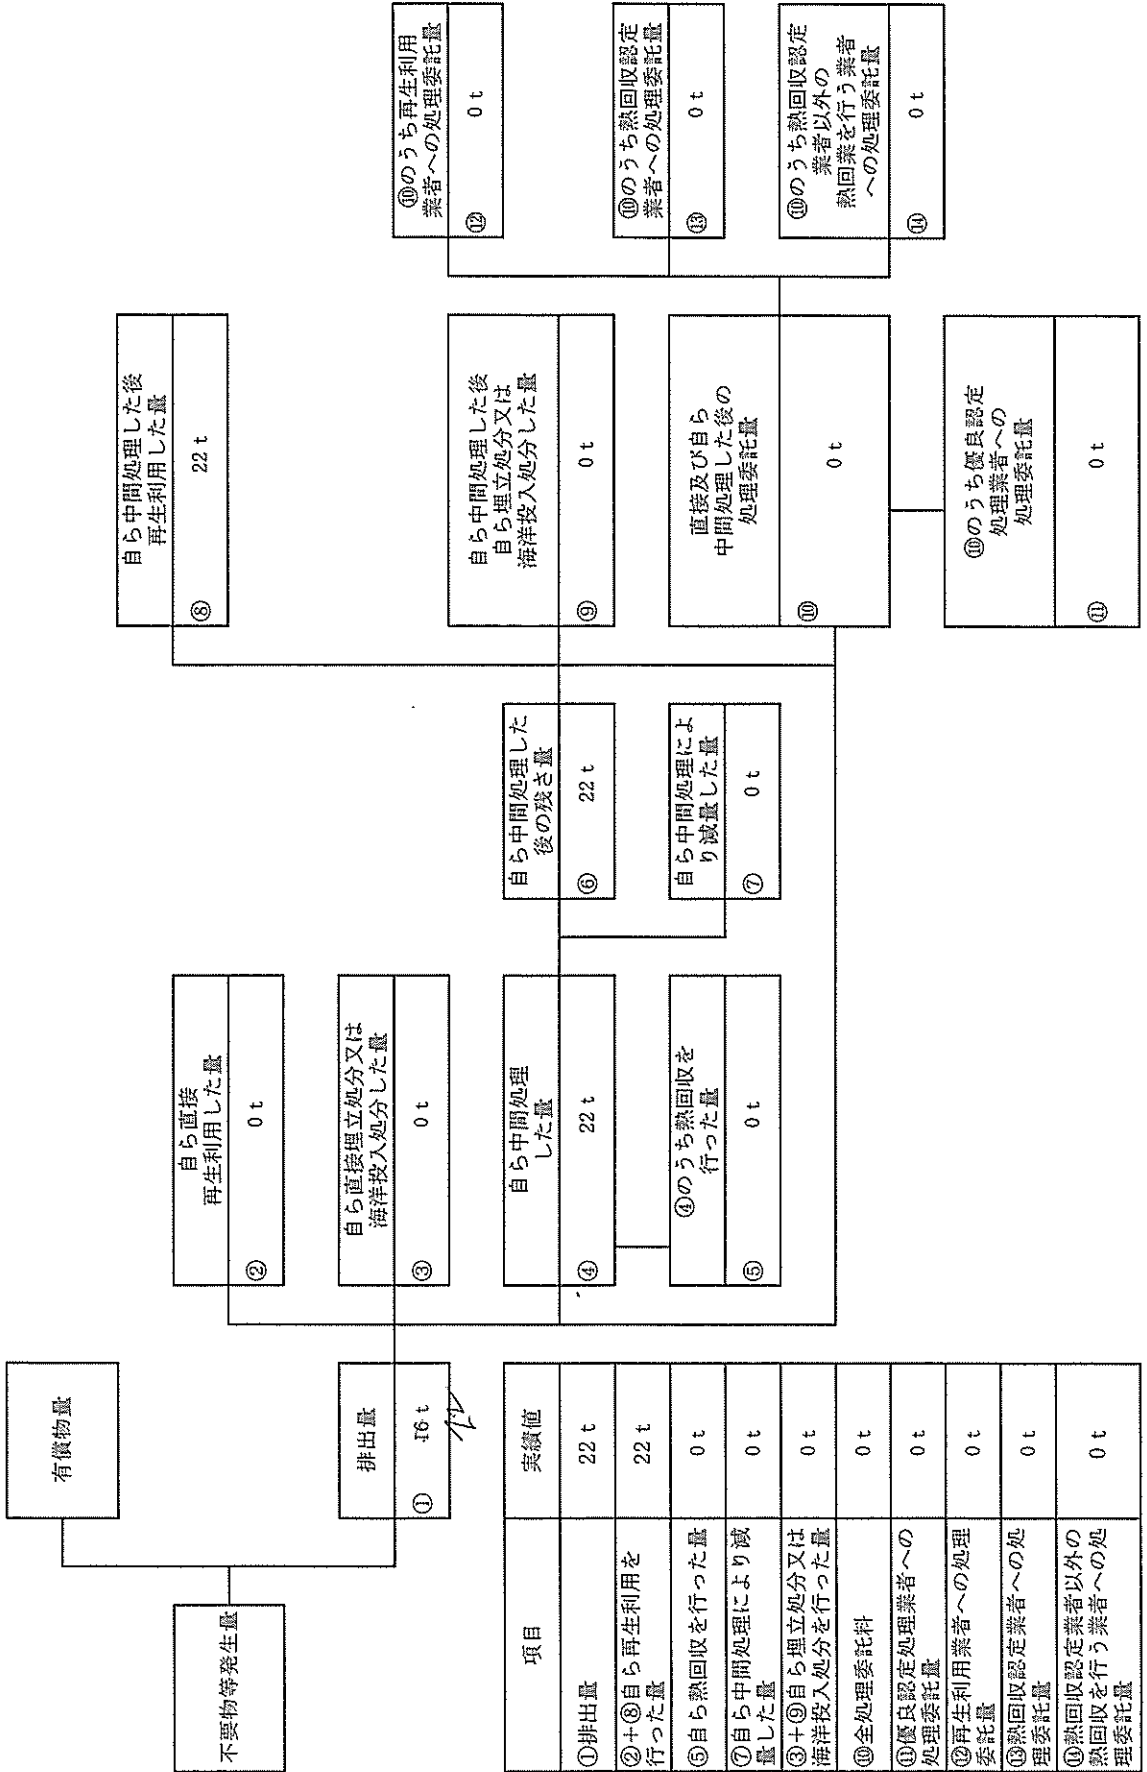 有償物量
不要物等発生量
排出量
① 16 t
22
自ら直接
再生利用した量
② 0 t
自ら直接埋立処分又は
海洋投入処分した量
③ 0 t
自ら中間処理
した量
④ 22 t
④のうち熱回収を
行った量
⑤ 0 t
自ら中間処理した
後の残さ量
⑥ 22 t
自ら中間処理によ
り減量した量
⑦ 0 t
自ら中間処理した後
再生利用した量
⑧ 22 t
自ら中間処理した後
自ら埋立処分又は
海洋投入処分した量
⑨ 0 t
直接及び自ら
中間処理した後の
処理委託量
⑩ 0 t
⑩のうち優良認定
処理業者への
処理委託量
⑪ 0 t
⑩のうち再生利用
業者への処理委託量
⑫ 0 t
⑩のうち熱回収認定
業者への処理委託量
⑬ 0 t
⑩のうち熱回収認定
業者以外の
熱回業を行う業者
への処理委託量
⑭ 0 t
項目 実績値
①排出量 22 t
②+⑧自ら再生利用を
行った量 22 t
⑤自ら熱回収を行った量 0 t
⑦自ら中間処理により減
量した量 0 t
③+⑨自ら埋立処分又は
海洋投入処分を行った量 0 t
⑩全処理委託料 0 t
⑪優良認定処理業者への
処理委託量 0 t
⑫再生利用業者への処理
委託量 0 t
⑬熱回収認定業者への処
理委託量 0 t
⑭熱回収認定業者以外の
熱回収を行う業者への処
理委託量 0 t